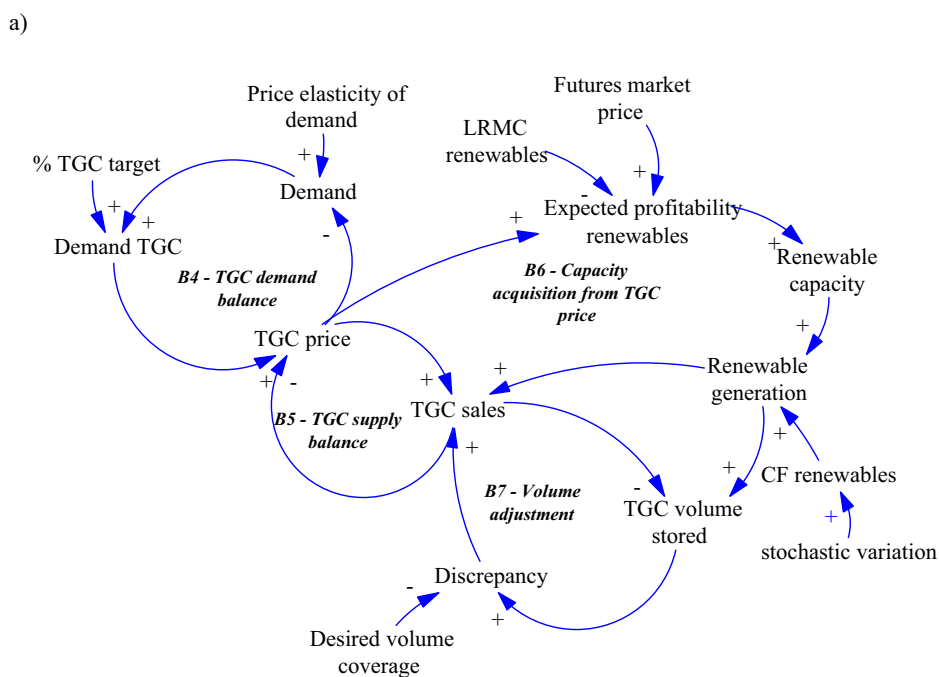 a)
Futures market
price
Price elasticity of
demand
LRMC
renewables
% TGC target
+
+
Demand
-
+
+
+
Demand TGC
-
+
Expected profitability
renewables
+
Renewable
capacity
B4 - TGC demand
balance
B6 - Capacity
acquisition from TGC
price
+
TGC price
+
-
+
+
Renewable
generation
TGC sales
B5 - TGC supply
balance
+
+
+
CF renewables
B7 - Volume
adjustment
-
TGC volume
stored
+
stochastic variation
Discrepancy
-
+
Desired volume
coverage